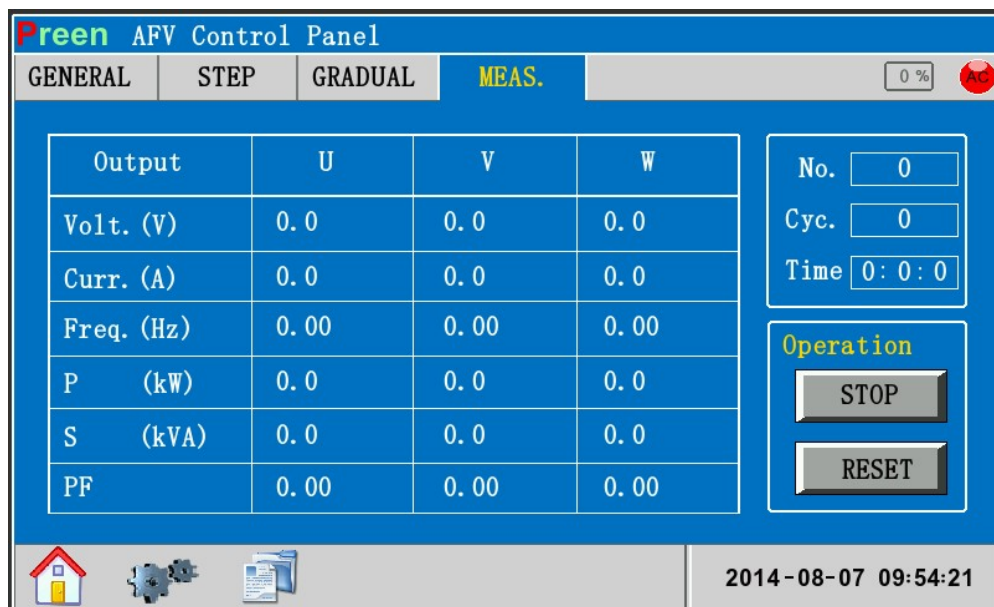 Preen AFV Control Panel
GENERAL STEP GRADUAL MEAS. 0 % AC
Output U V W
Volt.(V) 0.0 0.0 0.0
Curr.(A) 0.0 0.0 0.0
Freq.(Hz) 0.00 0.00 0.00
P (kW) 0.0 0.0 0.0
S (kVA) 0.0 0.0 0.0
PF 0.00 0.00 0.00
No. 0
Cyc. 0
Time 0:0:0
Operation
STOP
RESET
2014-08-07 09:54:21